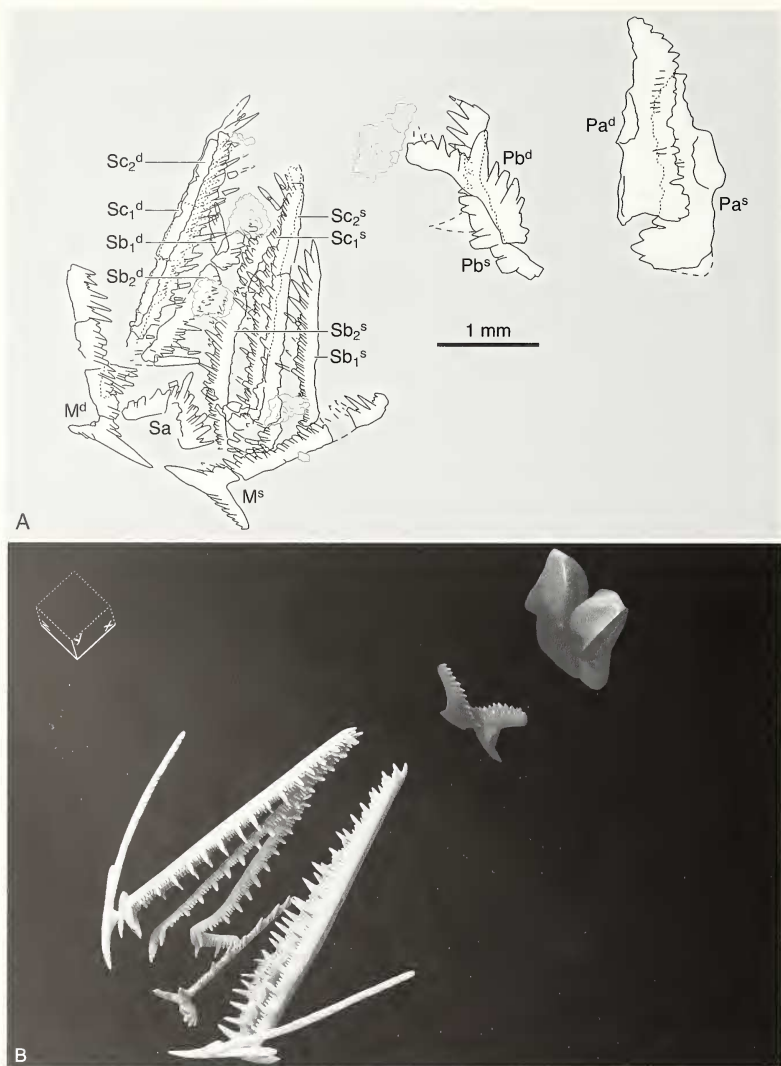 Sc₂ᵈ
Sc₁ᵈ
Sb₁ᵈ
Sb₂ᵈ
Mᵈ
Sa
Mˢ
Sc₂ˢ
Sc₁ˢ
Sb₂ˢ
Sb₁ˢ
Pbᵈ
Pbˢ
Paᵈ
Paˢ
1 mm
A
z y x
B